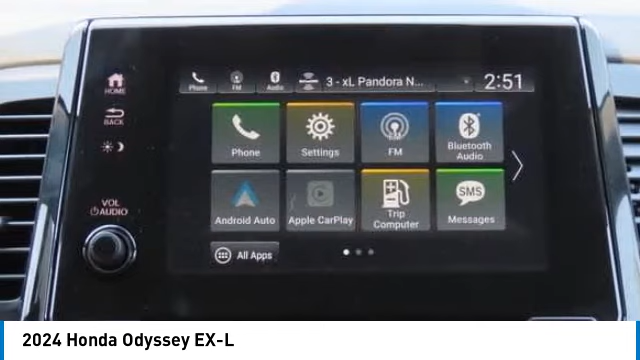 HOME
BACK
VOL
AUDIO
Phone FM Audio 3 - xL Pandora N... 2:51
Phone Settings FM Bluetooth Audio
Android Auto Apple CarPlay Trip Computer SMS Messages
All Apps
2024 Honda Odyssey EX-L